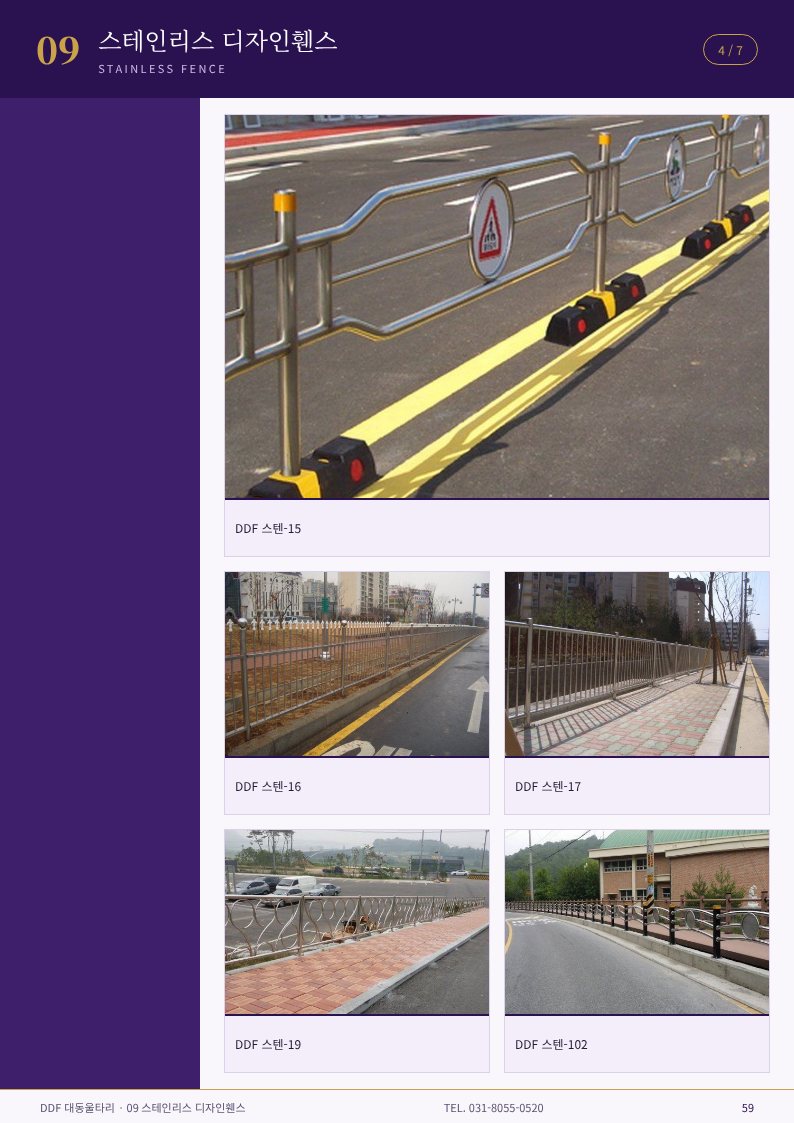 09
스테인리스 디자인휀스
STAINLESS FENCE
4 / 7
DDF 스텐-15
DDF 스텐-16
DDF 스텐-17
DDF 스텐-19
DDF 스텐-102
DDF 대동울타리 · 09 스테인리스 디자인휀스
TEL. 031-8055-0520
59